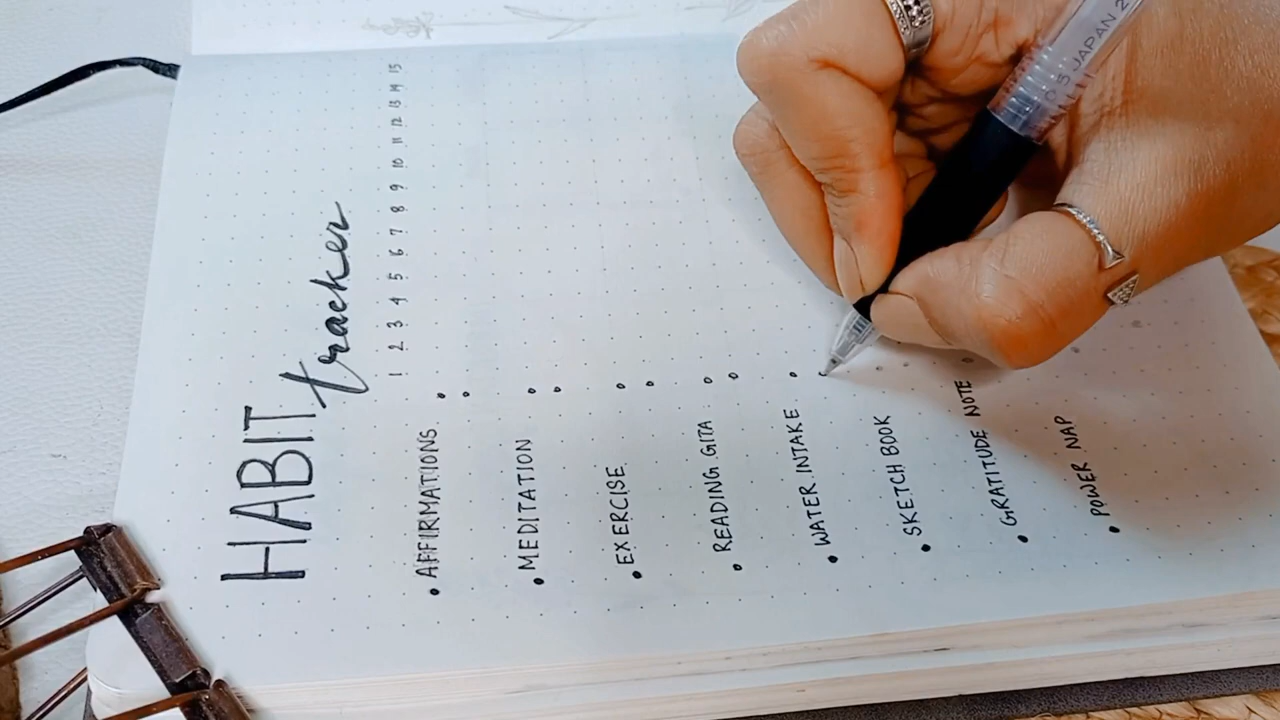 HABIT
tracker
1 2 3 4 5 6 7 8 9 10 11 12 13 14 15
• AFFIRMATIONS
• MEDITATION
• EXERCISE
• READING GITA
• WATER INTAKE
• SKETCH BOOK
• GRATITUDE NOTE
• POWER NAP
JAPAN